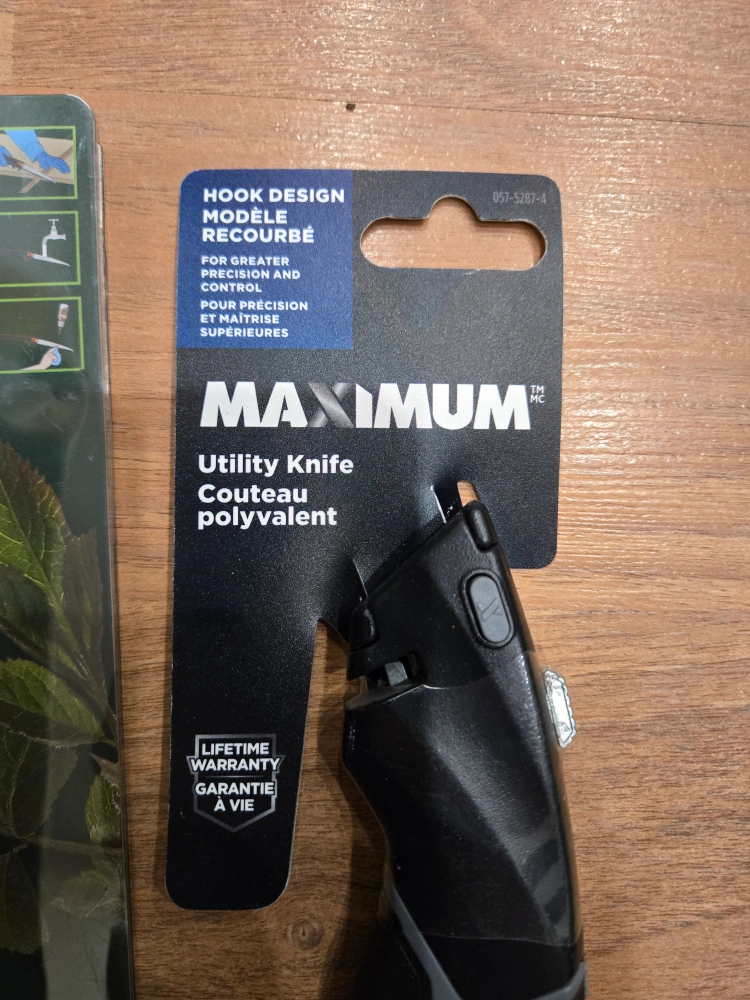 HOOK DESIGN
MODÈLE
RECOURBÉ
FOR GREATER
PRECISION AND
CONTROL
POUR PRÉCISION
ET MAÎTRISE
SUPÉRIEURES
057-5287-4
MAXIMUM TM MC
Utility Knife
Couteau
polyvalent
LIFETIME
WARRANTY
GARANTIE
À VIE